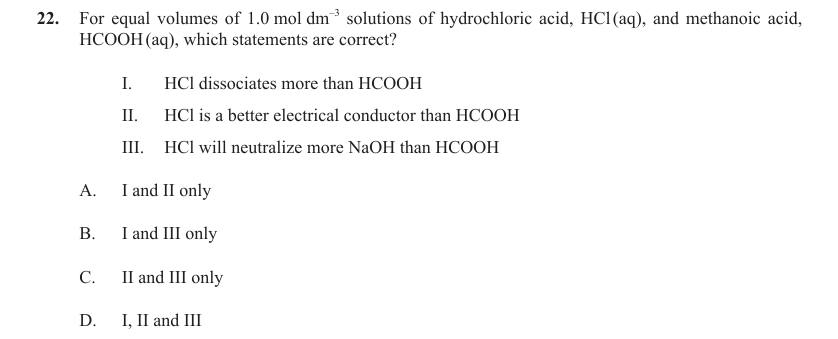 22. For equal volumes of 1.0 mol dm⁻³ solutions of hydrochloric acid, HCl(aq), and methanoic acid,
HCOOH(aq), which statements are correct?
I. HCl dissociates more than HCOOH
II. HCl is a better electrical conductor than HCOOH
III. HCl will neutralize more NaOH than HCOOH
A. I and II only
B. I and III only
C. II and III only
D. I, II and III